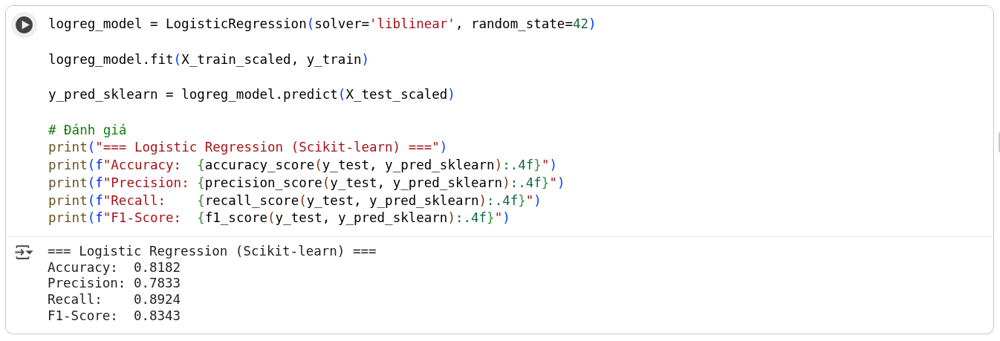 logreg_model = LogisticRegression(solver='liblinear', random_state=42)
logreg_model.fit(X_train_scaled, y_train)
y_pred_sklearn = logreg_model.predict(X_test_scaled)
# Đánh giá
print("=== Logistic Regression (Scikit-learn) ===")
print(f"Accuracy:  {accuracy_score(y_test, y_pred_sklearn):.4f}")
print(f"Precision: {precision_score(y_test, y_pred_sklearn):.4f}")
print(f"Recall:    {recall_score(y_test, y_pred_sklearn):.4f}")
print(f"F1-Score:  {f1_score(y_test, y_pred_sklearn):.4f}")
=== Logistic Regression (Scikit-learn) ===
Accuracy:  0.8182
Precision: 0.7833
Recall:    0.8924
F1-Score:  0.8343